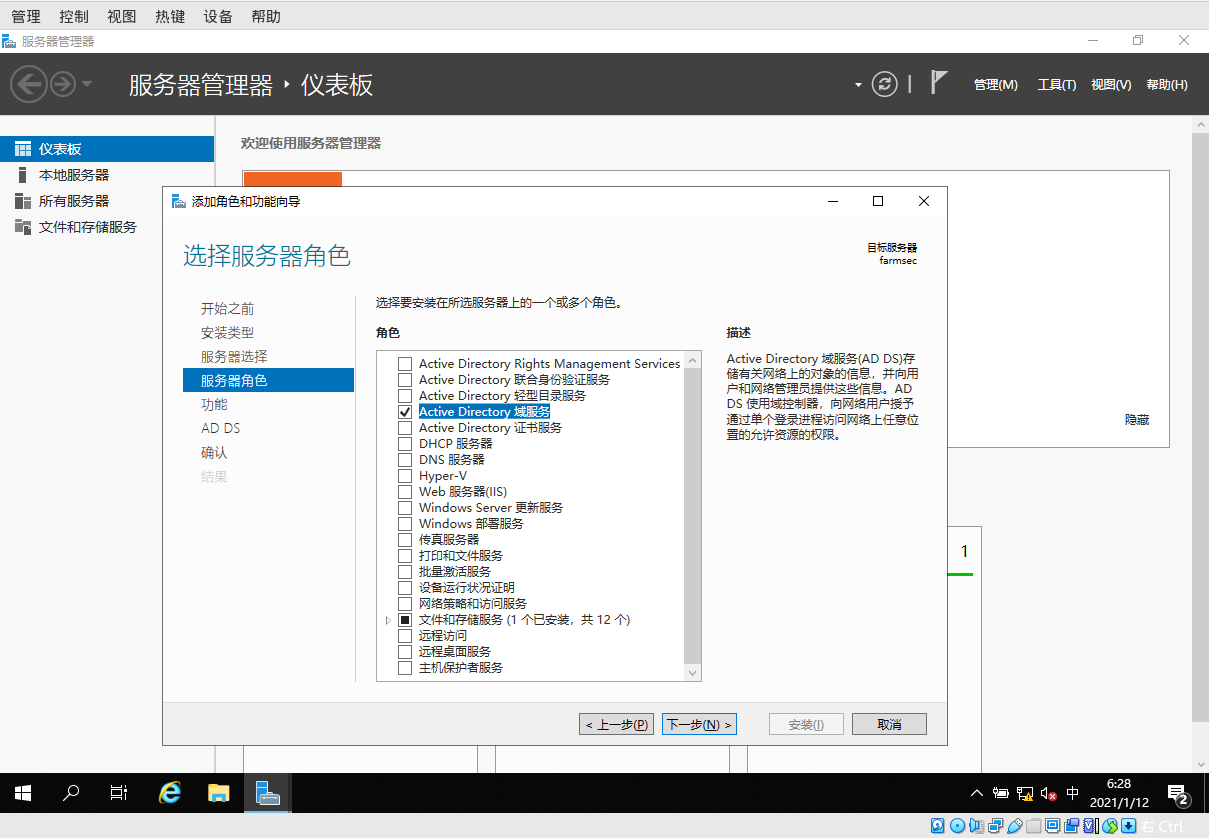 管理 控制 视图 热键 设备 帮助
服务器管理器
服务器管理器 · 仪表板
管理(M) 工具(T) 视图(V) 帮助(H)
仪表板
本地服务器
所有服务器
文件和存储服务
欢迎使用服务器管理器
隐藏
1
添加角色和功能向导
选择服务器角色
目标服务器
farmsec
开始之前
安装类型
服务器选择
服务器角色
功能
AD DS
确认
结果
选择要安装在所选服务器上的一个或多个角色。
角色
Active Directory Rights Management Services
Active Directory 联合身份验证服务
Active Directory 轻型目录服务
Active Directory 域服务
Active Directory 证书服务
DHCP 服务器
DNS 服务器
Hyper-V
Web 服务器(IIS)
Windows Server 更新服务
Windows 部署服务
传真服务器
打印和文件服务
批量激活服务
设备运行状况证明
网络策略和访问服务
文件和存储服务 (1 个已安装，共 12 个)
远程访问
远程桌面服务
主机保护者服务
描述
Active Directory 域服务(AD DS)存
储有关网络上的对象的信息，并向用
户和网络管理员提供这些信息。AD
DS 使用域控制器，向网络用户授予
通过单个登录进程访问网络上任意位
置的允许资源的权限。
< 上一步(P) 下一步(N) > 安装(I) 取消
中
6:28
2021/1/12
2
右 Ctrl